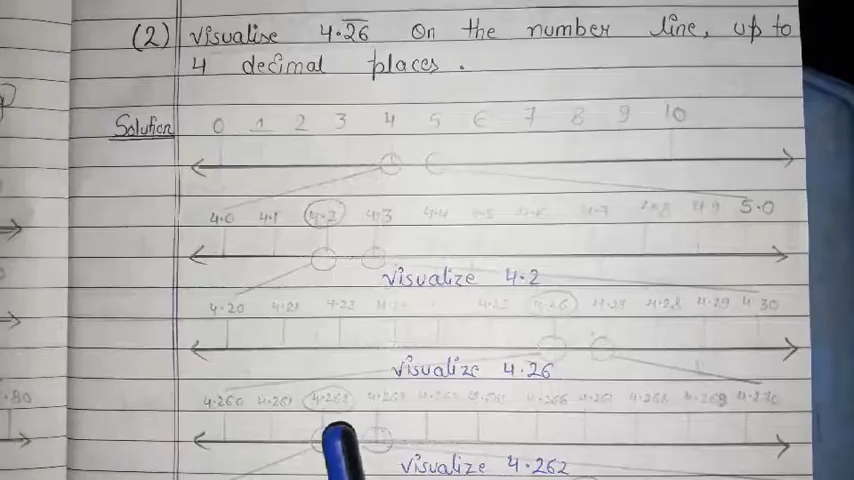 (2) visualise 4.2̅6̅ On the number line, up to
4 decimal places.
Solution 0 1 2 3 4 5 6 7 8 9 10
4.0 4.1 4.2 4.3 4.4 4.5 4.6 4.7 4.8 4.9 5.0
visualize 4.2
4.20 4.21 4.23 4.25 4.26 4.27 4.28 4.29 4.30
visualize 4.26
.80 4.260 4.261 4.262 4.266 4.267 4.268 4.269 4.270
visualize 4.262